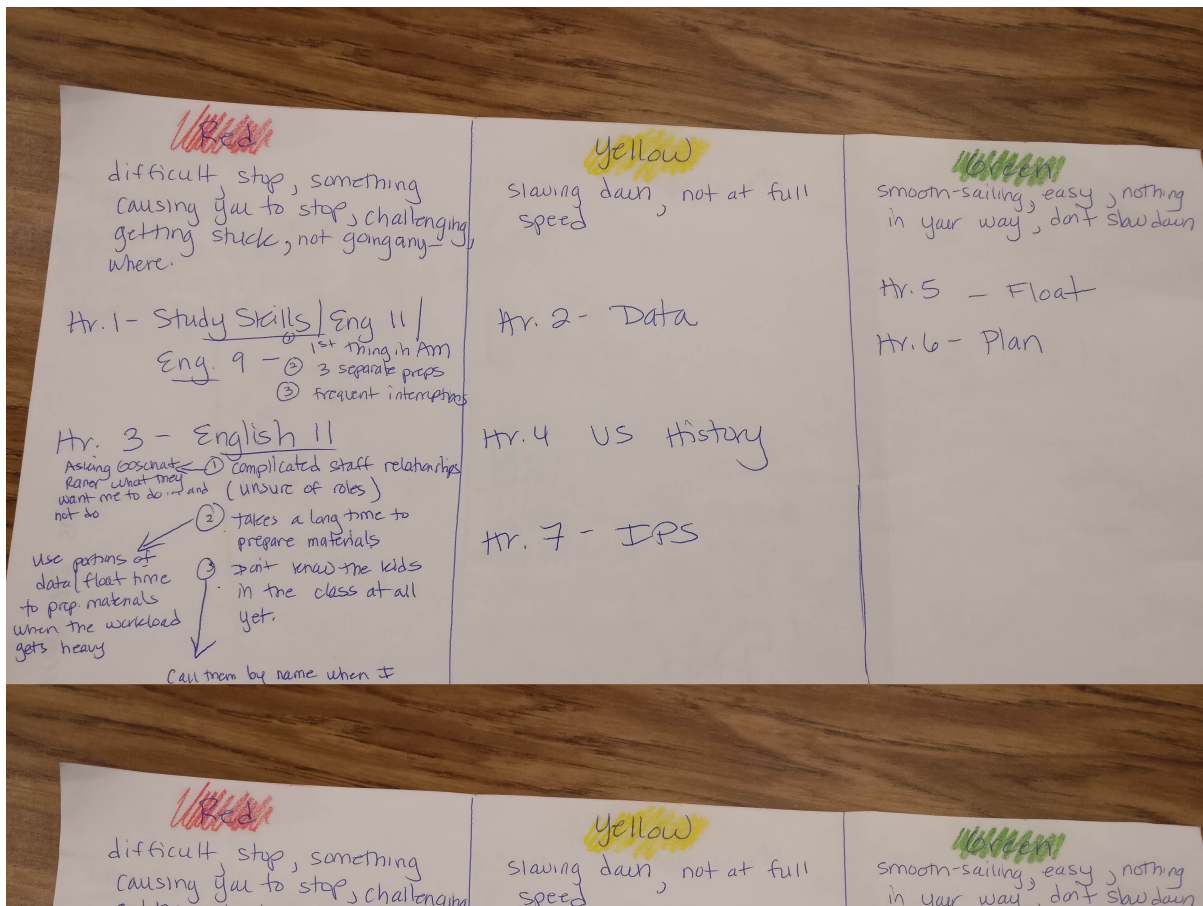 Red
difficult, stop, something
causing you to stop, challenging,
getting stuck, not going any-
where.
Hr. 1 - Study Skills / Eng 11 /
Eng. 9 - ① 1st thing in AM
② 3 separate preps
③ frequent interruptions
Hr. 3 - English 11
① complicated staff relationships
(unsure of roles)
Asking
what they
want me to do ... and
not do
② takes a long time to
prepare materials
Use portions of
data/float time
to prep. materials
when the workload
gets heavy
③ Don't know the kids
in the class at all
yet.
Call them by name when I
Yellow
slowing down, not at full
speed
Hr. 2 - Data
Hr. 4 US History
Hr. 7 - IPS
Green
smooth-sailing, easy, nothing
in your way, don't slow down
Hr. 5 - Float
Hr. 6 - Plan
Red
difficult, stop, something
causing you to stop, challenging
Yellow
slowing down, not at full
speed
Green
smooth-sailing, easy, nothing
in your way, don't slow down